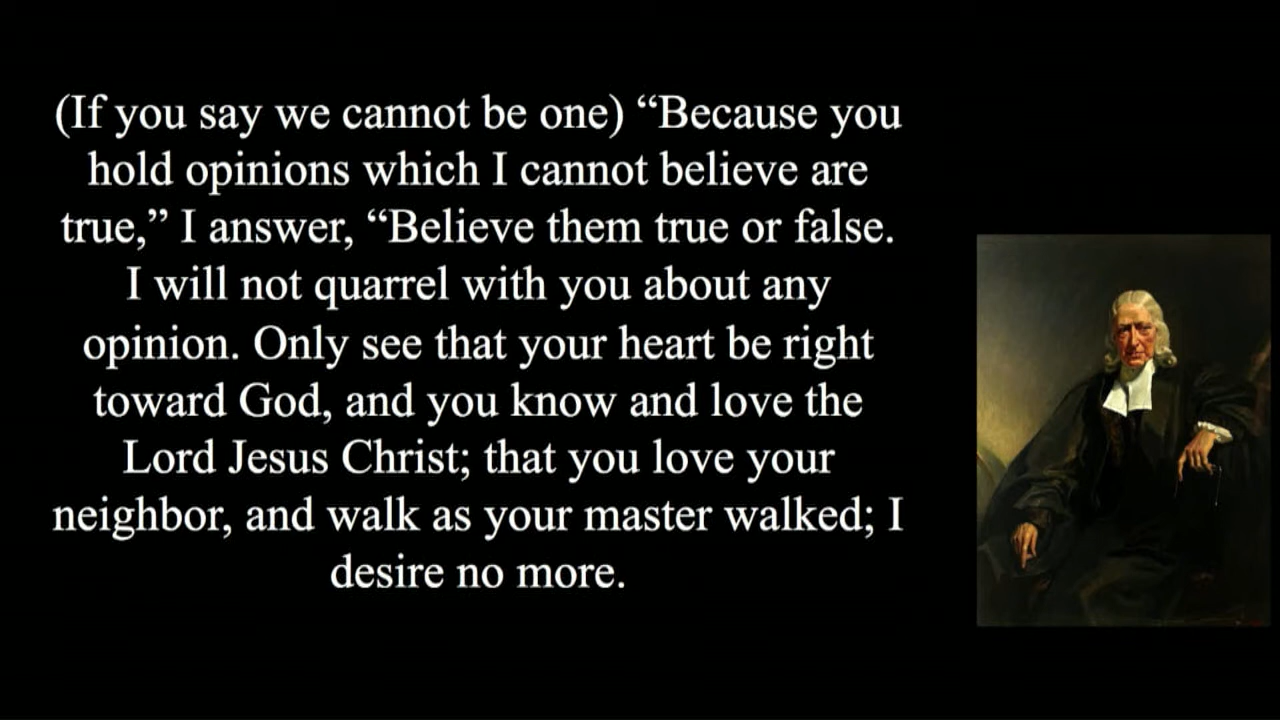 (If you say we cannot be one) “Because you
hold opinions which I cannot believe are
true,” I answer, “Believe them true or false.
I will not quarrel with you about any
opinion. Only see that your heart be right
toward God, and you know and love the
Lord Jesus Christ; that you love your
neighbor, and walk as your master walked; I
desire no more.